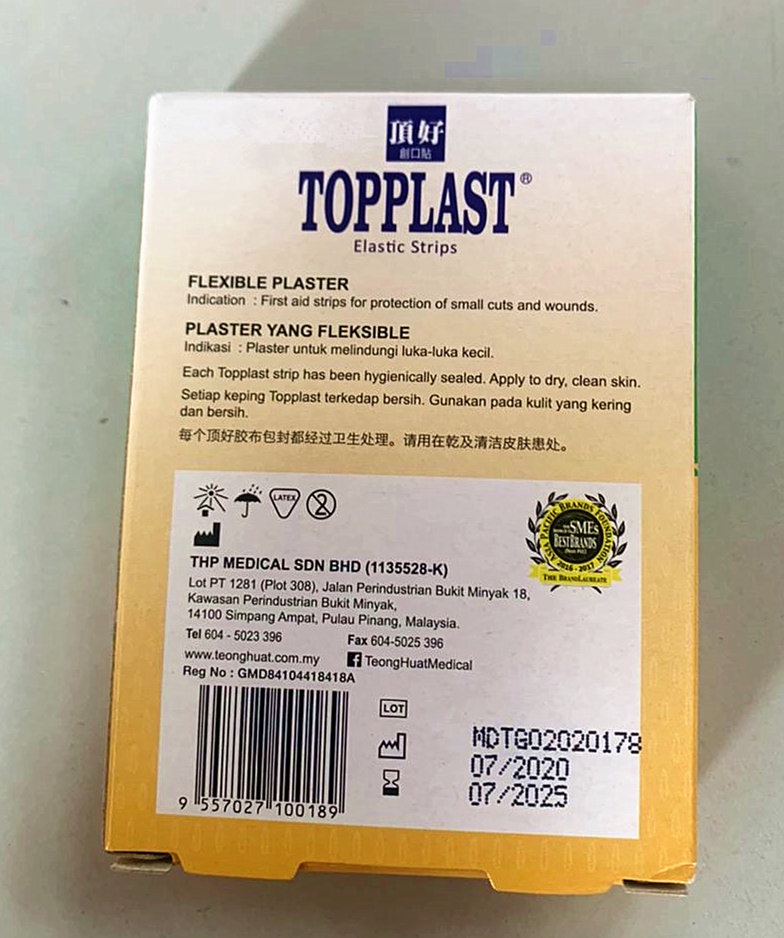 頂好
創口貼
TOPPLAST®
Elastic Strips
FLEXIBLE PLASTER
Indication : First aid strips for protection of small cuts and wounds.
PLASTER YANG FLEKSIBLE
Indikasi : Plaster untuk melindungi luka-luka kecil.
Each Topplast strip has been hygienically sealed. Apply to dry, clean skin.
Setiap keping Topplast terkedap bersih. Gunakan pada kulit yang kering
dan bersih.
每个顶好胶布包封都经过卫生处理。请用在乾及清洁皮肤患处。
LATEX
2
ASIA PACIFIC BRANDS FOUNDATION
SMEs
BESTBRANDS
2016 - 2017
THE BRANDLAUREATE
THP MEDICAL SDN BHD (1135528-K)
Lot PT 1281 (Plot 308), Jalan Perindustrian Bukit Minyak 18,
Kawasan Perindustrian Bukit Minyak,
14100 Simpang Ampat, Pulau Pinang, Malaysia.
Tel 604 - 5023 396 Fax 604-5025 396
www.teonghuat.com.my TeongHuatMedical
Reg No : GMD84104418418A
9 557027 100189
LOT MDTG02020178
07/2020
07/2025